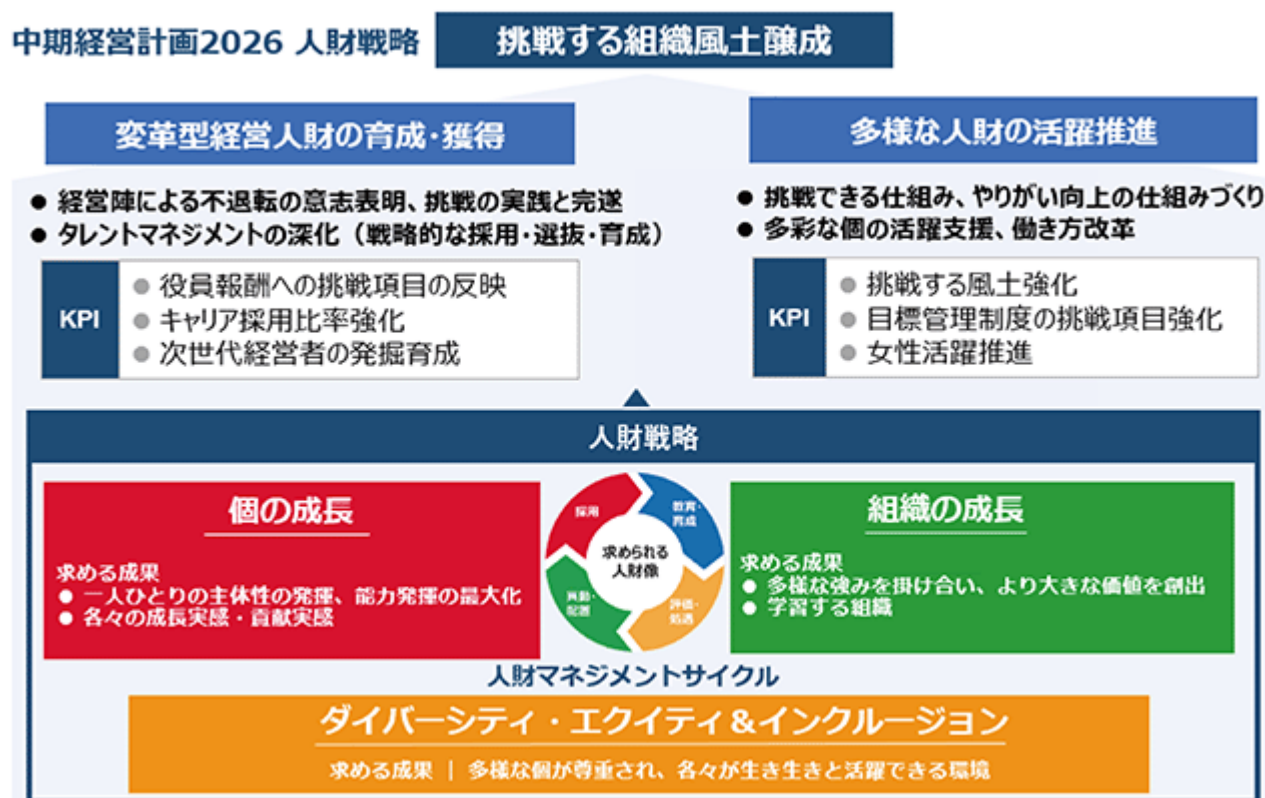 中期経営計画2026 人財戦略
挑戦する組織風土醸成
変革型経営人財の育成・獲得
● 経営陣による不退転の意志表明、挑戦の実践と完遂
● タレントマネジメントの深化（戦略的な採用・選抜・育成）
KPI
● 役員報酬への挑戦項目の反映
● キャリア採用比率強化
● 次世代経営者の発掘育成
多様な人財の活躍推進
● 挑戦できる仕組み、やりがい向上の仕組みづくり
● 多彩な個の活躍支援、働き方改革
KPI
● 挑戦する風土強化
● 目標管理制度の挑戦項目強化
● 女性活躍推進
人財戦略
個の成長
求める成果
● 一人ひとりの主体性の発揮、能力発揮の最大化
● 各々の成長実感・貢献実感
採用
教育・
育成
求められる
人財像
異動・
配置
評価・
処遇
組織の成長
求める成果
● 多様な強みを掛け合い、より大きな価値を創出
● 学習する組織
人財マネジメントサイクル
ダイバーシティ・エクイティ＆インクルージョン
求める成果 | 多様な個が尊重され、各々が生き生きと活躍できる環境